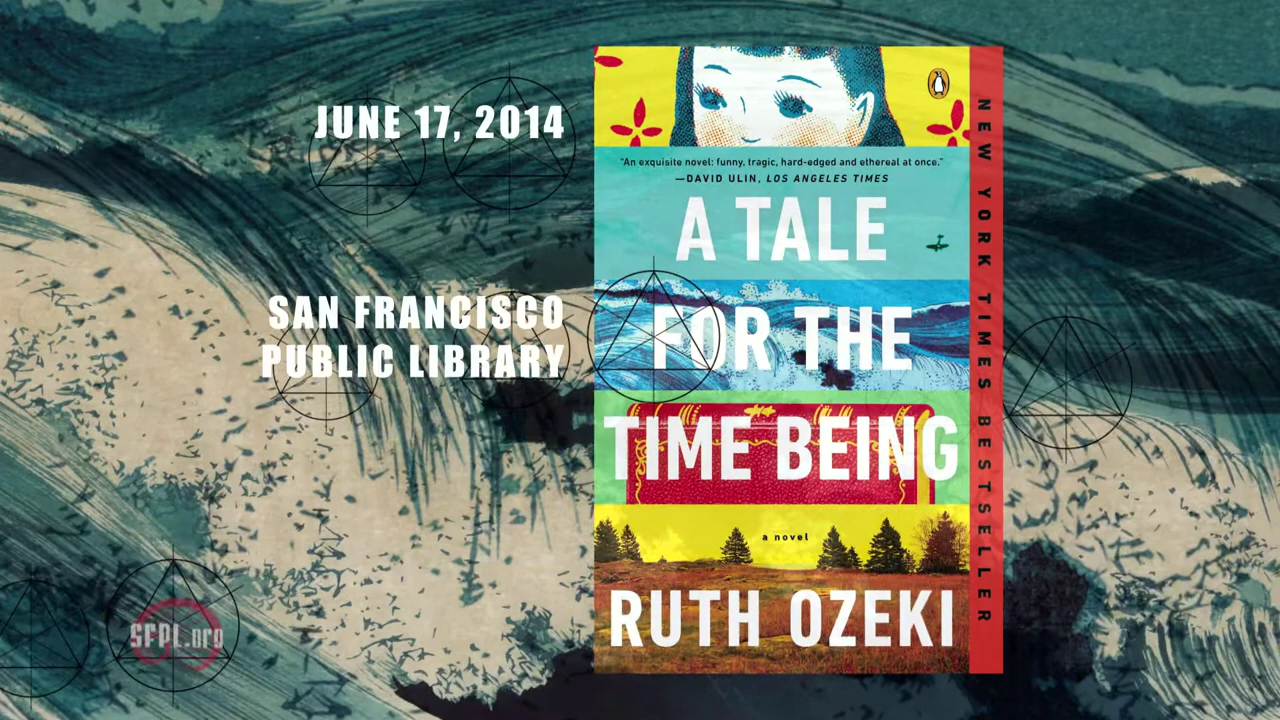 JUNE 17, 2014
SAN FRANCISCO
PUBLIC LIBRARY
SFPL.org
"An exquisite novel: funny, tragic, hard-edged and ethereal at once."
—DAVID ULIN, LOS ANGELES TIMES
A TALE
FOR THE
TIME BEING
a novel
RUTH OZEKI
NEW YORK TIMES BESTSELLER